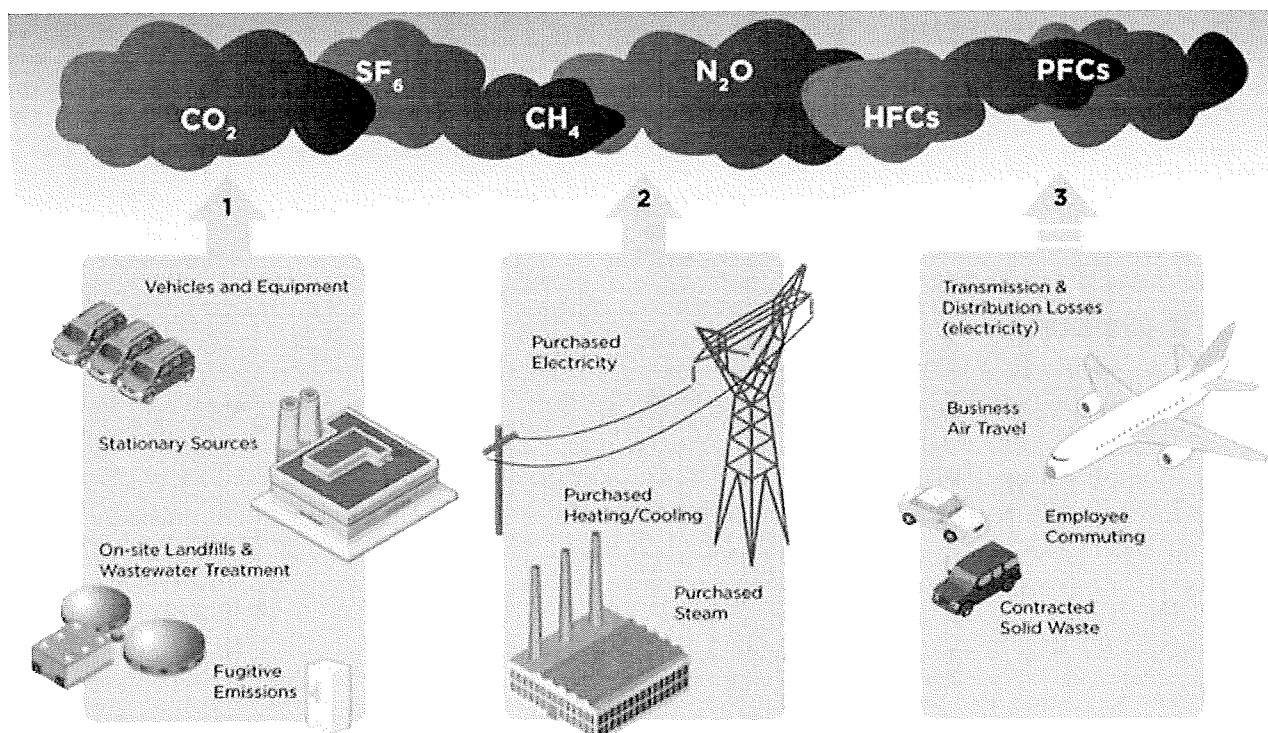 SF6
N2O
PFCs
CO2
CH4
HFCs
1
2
3
Vehicles and Equipment
Stationary Sources
On-site Landfills &
Wastewater Treatment
Fugitive
Emissions
Purchased
Electricity
Purchased
Heating/Cooling
Purchased
Steam
Transmission &
Distribution Losses
(electricity)
Business
Air Travel
Employee
Commuting
Contracted
Solid Waste